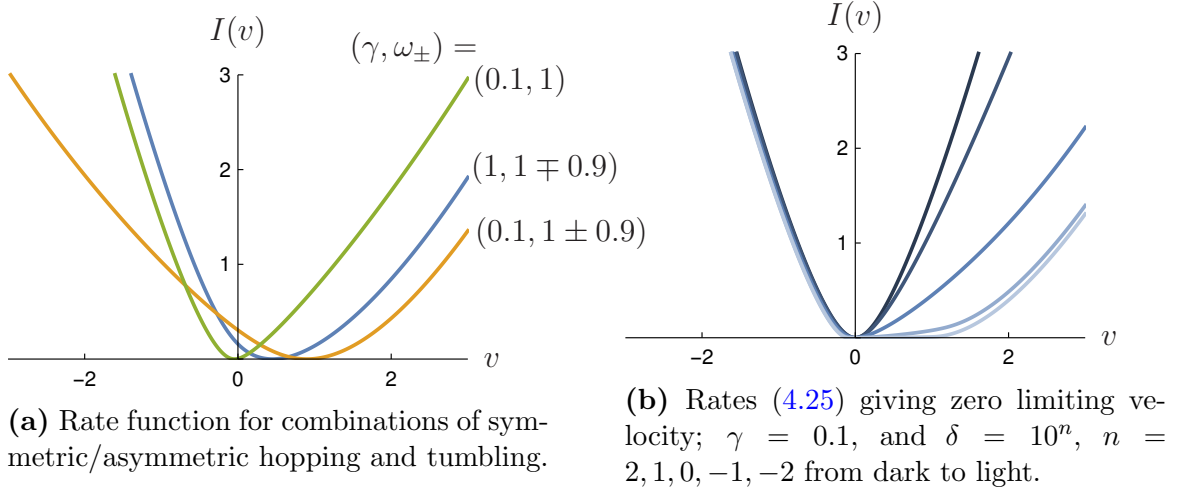 I(v)
(γ, ω±) =
3
(0.1, 1)
2
(1, 1 ∓ 0.9)
(0.1, 1 ± 0.9)
1
v
−2
0
2
(a) Rate function for combinations of sym-
metric/asymmetric hopping and tumbling.
I(v)
3
2
1
v
−2
0
2
(b) Rates (4.25) giving zero limiting ve-
locity; γ = 0.1, and δ = 10ⁿ, n =
2, 1, 0, −1, −2 from dark to light.